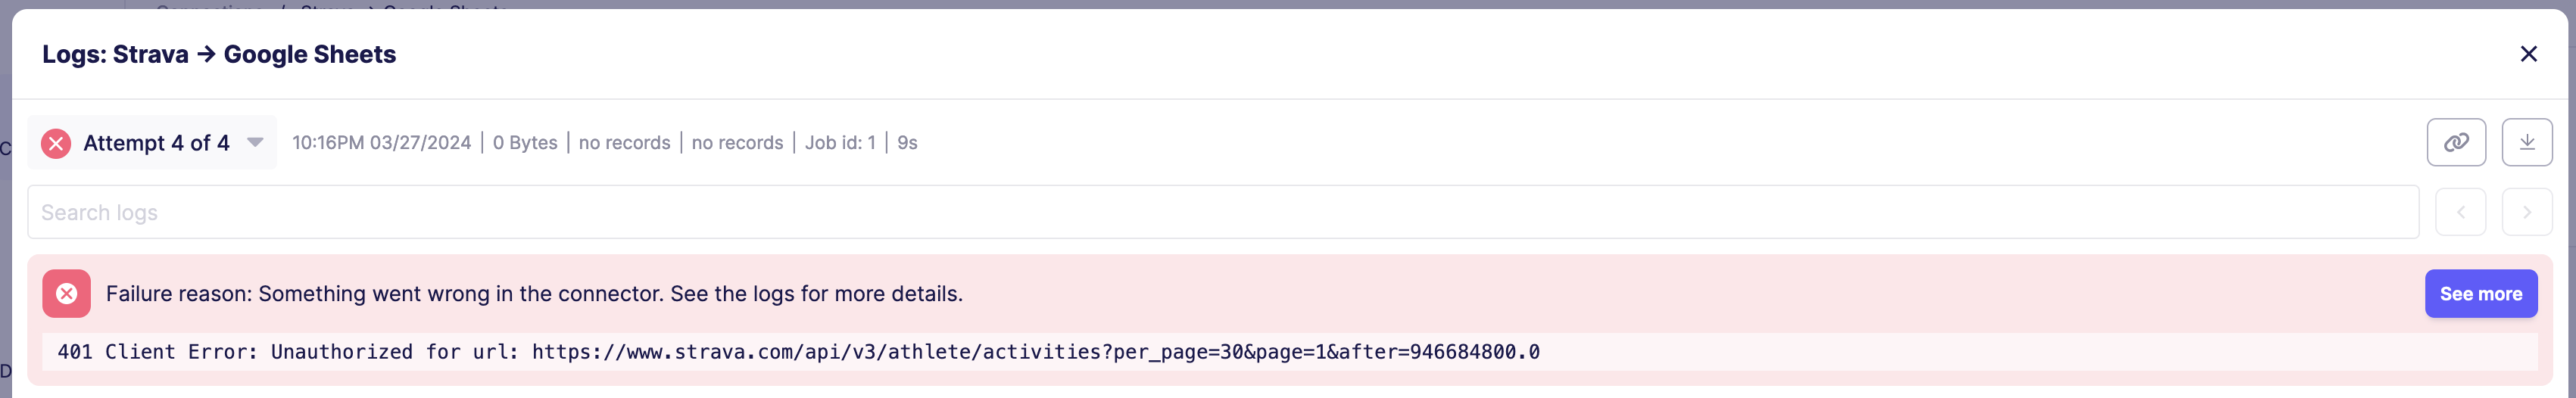 Logs: Strava → Google Sheets
Attempt 4 of 4
10:16PM 03/27/2024 | 0 Bytes | no records | no records | Job id: 1 | 9s
Search logs
Failure reason: Something went wrong in the connector. See the logs for more details.
See more
401 Client Error: Unauthorized for url: https://www.strava.com/api/v3/athlete/activities?per_page=30&page=1&after=946684800.0